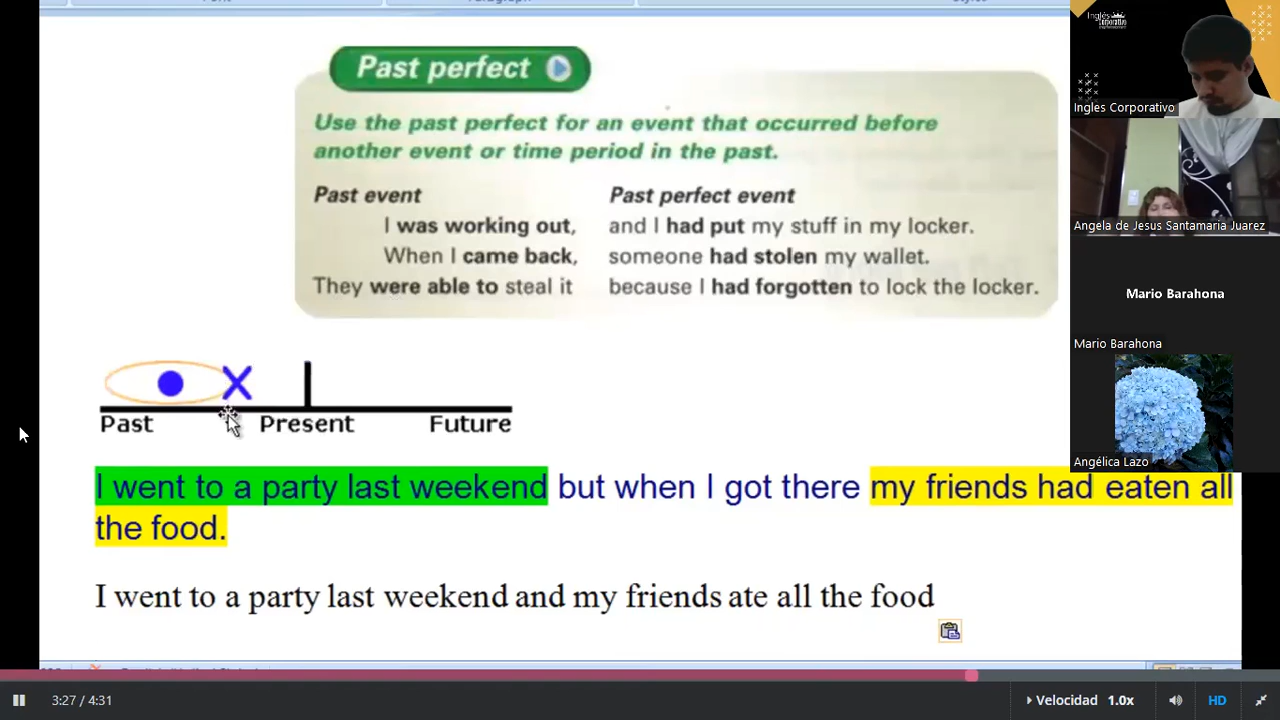 Past perfect
Use the past perfect for an event that occurred before
another event or time period in the past.
Past event Past perfect event
I was working out, and I had put my stuff in my locker.
When I came back, someone had stolen my wallet.
They were able to steal it because I had forgotten to lock the locker.
Past Present Future
I went to a party last weekend but when I got there my friends had eaten all
the food.
I went to a party last weekend and my friends ate all the food
Inglés
Corporativo
Ingles Corporativo
Angela de Jesus Santamaria Juarez
Mario Barahona
Mario Barahona
Angélica Lazo
3:27 / 4:31
Velocidad 1.0x
HD